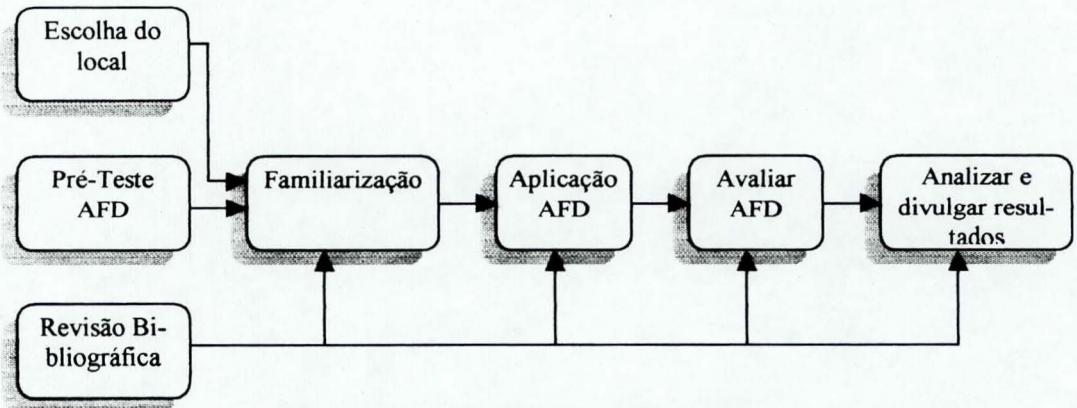 Escolha do
local
Pré-Teste
AFD
Familiarização
Aplicação
AFD
Avaliar
AFD
Analizar e
divulgar resul-
tados
Revisão Bi-
bliográfica